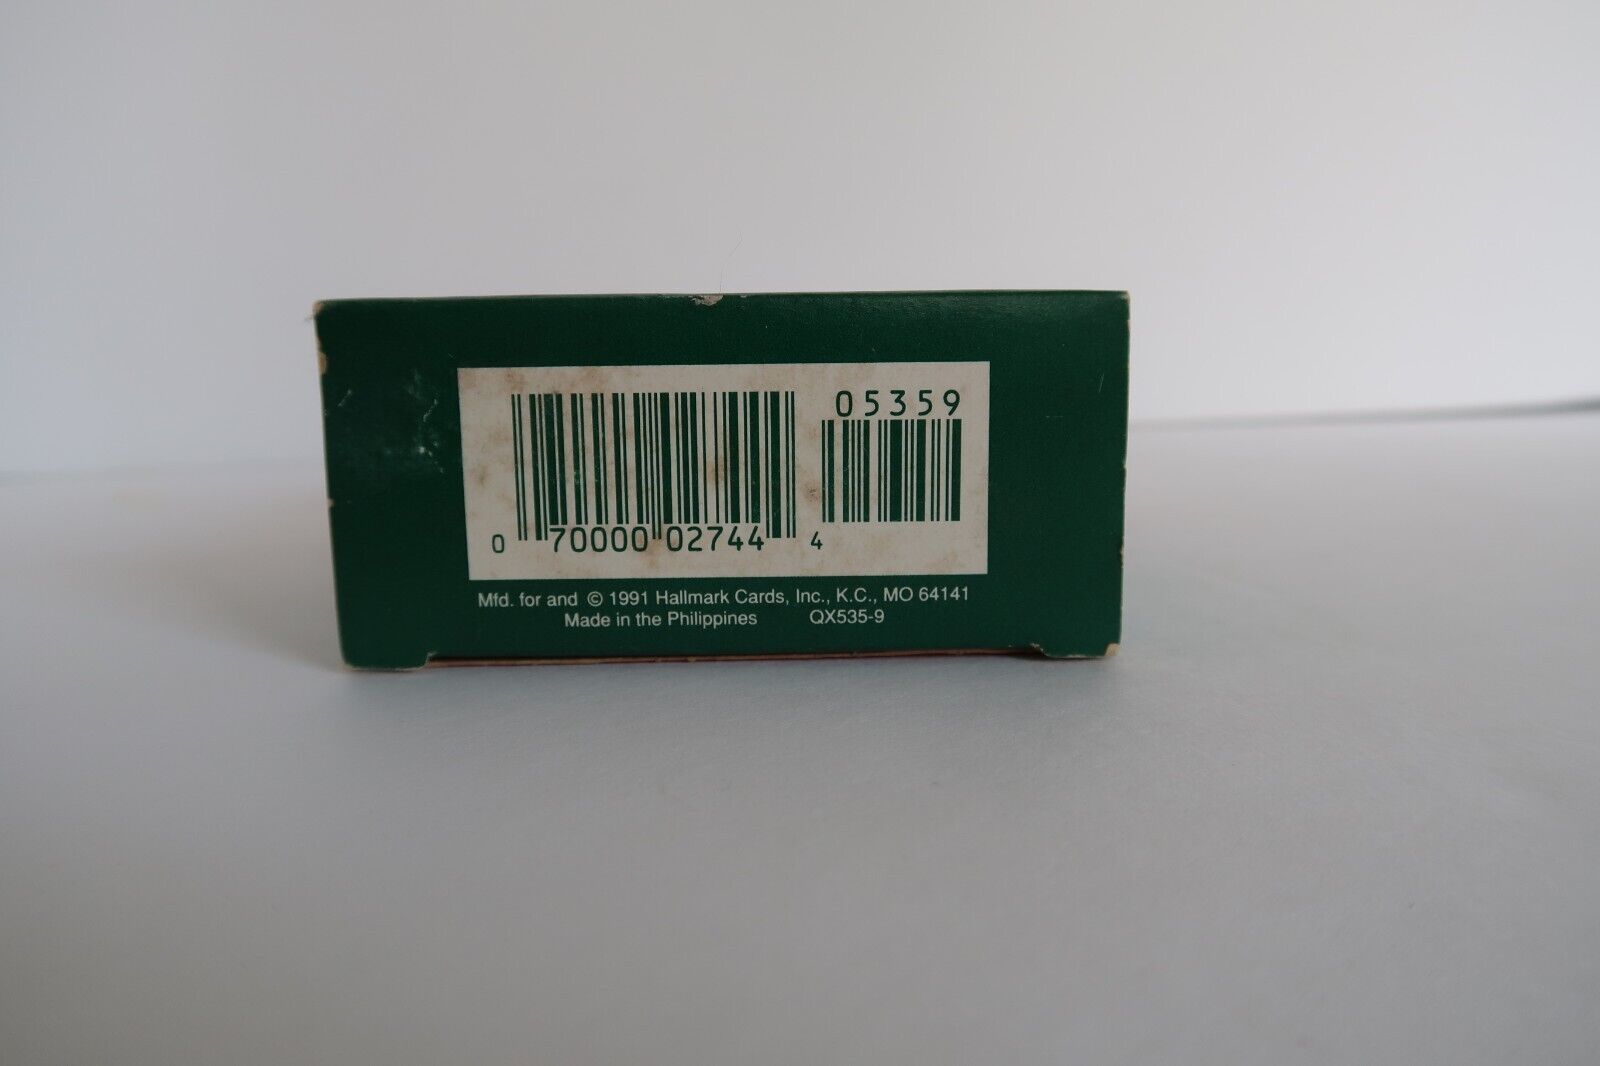 05359
0 70000 02744 4
Mfd. for and © 1991 Hallmark Cards, Inc., K.C., MO 64141
Made in the Philippines QX535-9